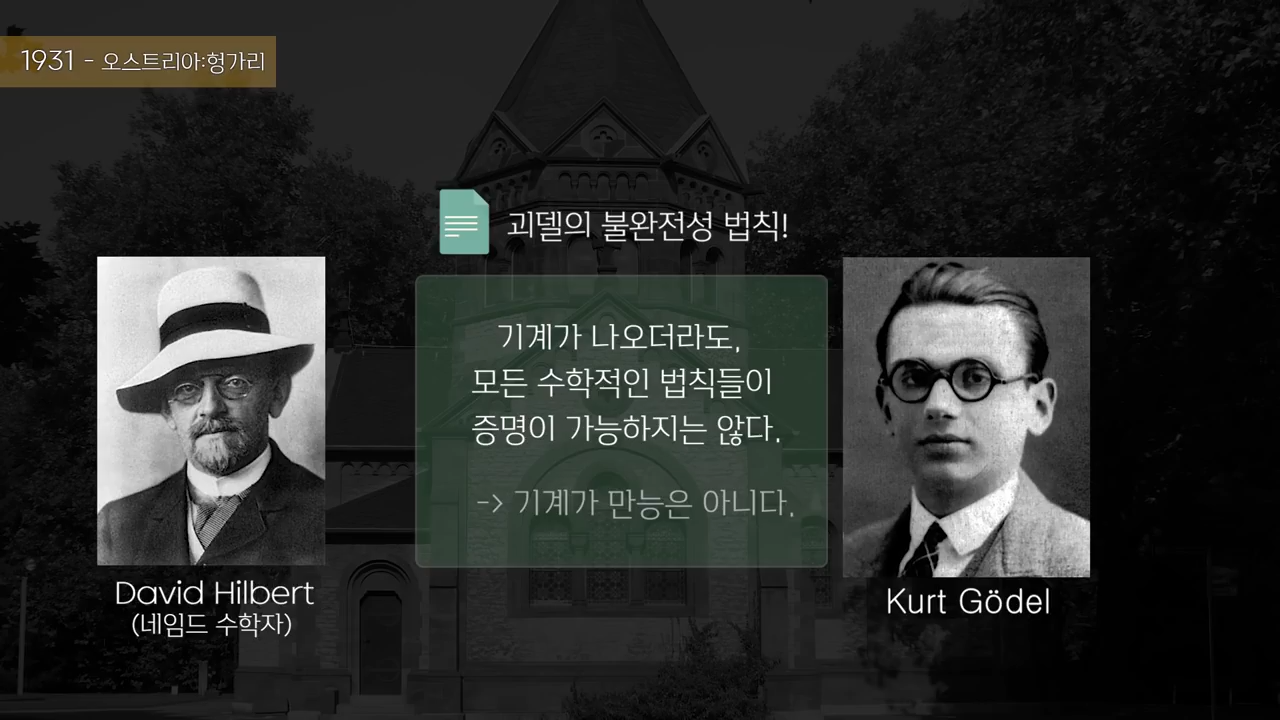 1931 - 오스트리아:헝가리
괴델의 불완전성 법칙!
기계가 나오더라도,
모든 수학적인 법칙들이
증명이 가능하지는 않다.
-> 기계가 만능은 아니다.
David Hilbert
(네임드 수학자)
Kurt Gödel